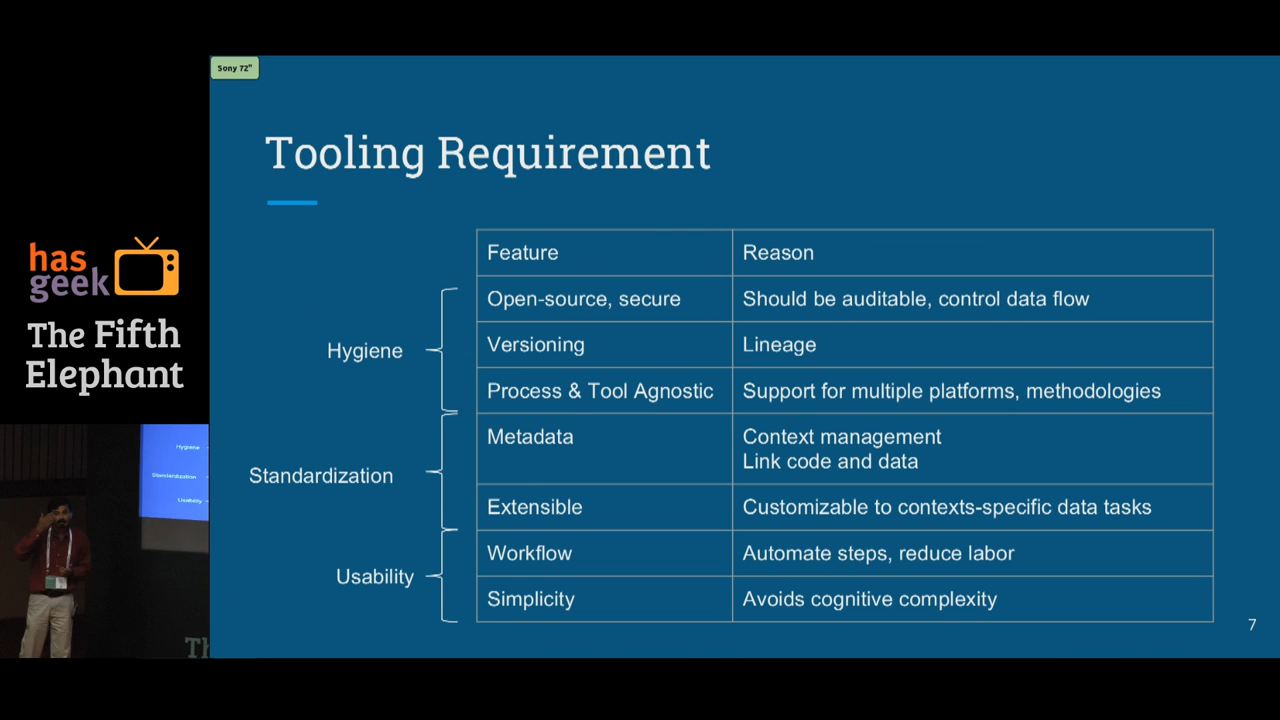 Sony 72"
Tooling Requirement
Feature Reason
Open-source, secure Should be auditable, control data flow
Versioning Lineage
Process & Tool Agnostic Support for multiple platforms, methodologies
Metadata Context management
Link code and data
Extensible Customizable to contexts-specific data tasks
Workflow Automate steps, reduce labor
Simplicity Avoids cognitive complexity
Hygiene
Standardization
Usability
7
has
geek
The Fifth
Elephant
Hygiene
Standardization
Usability
Th